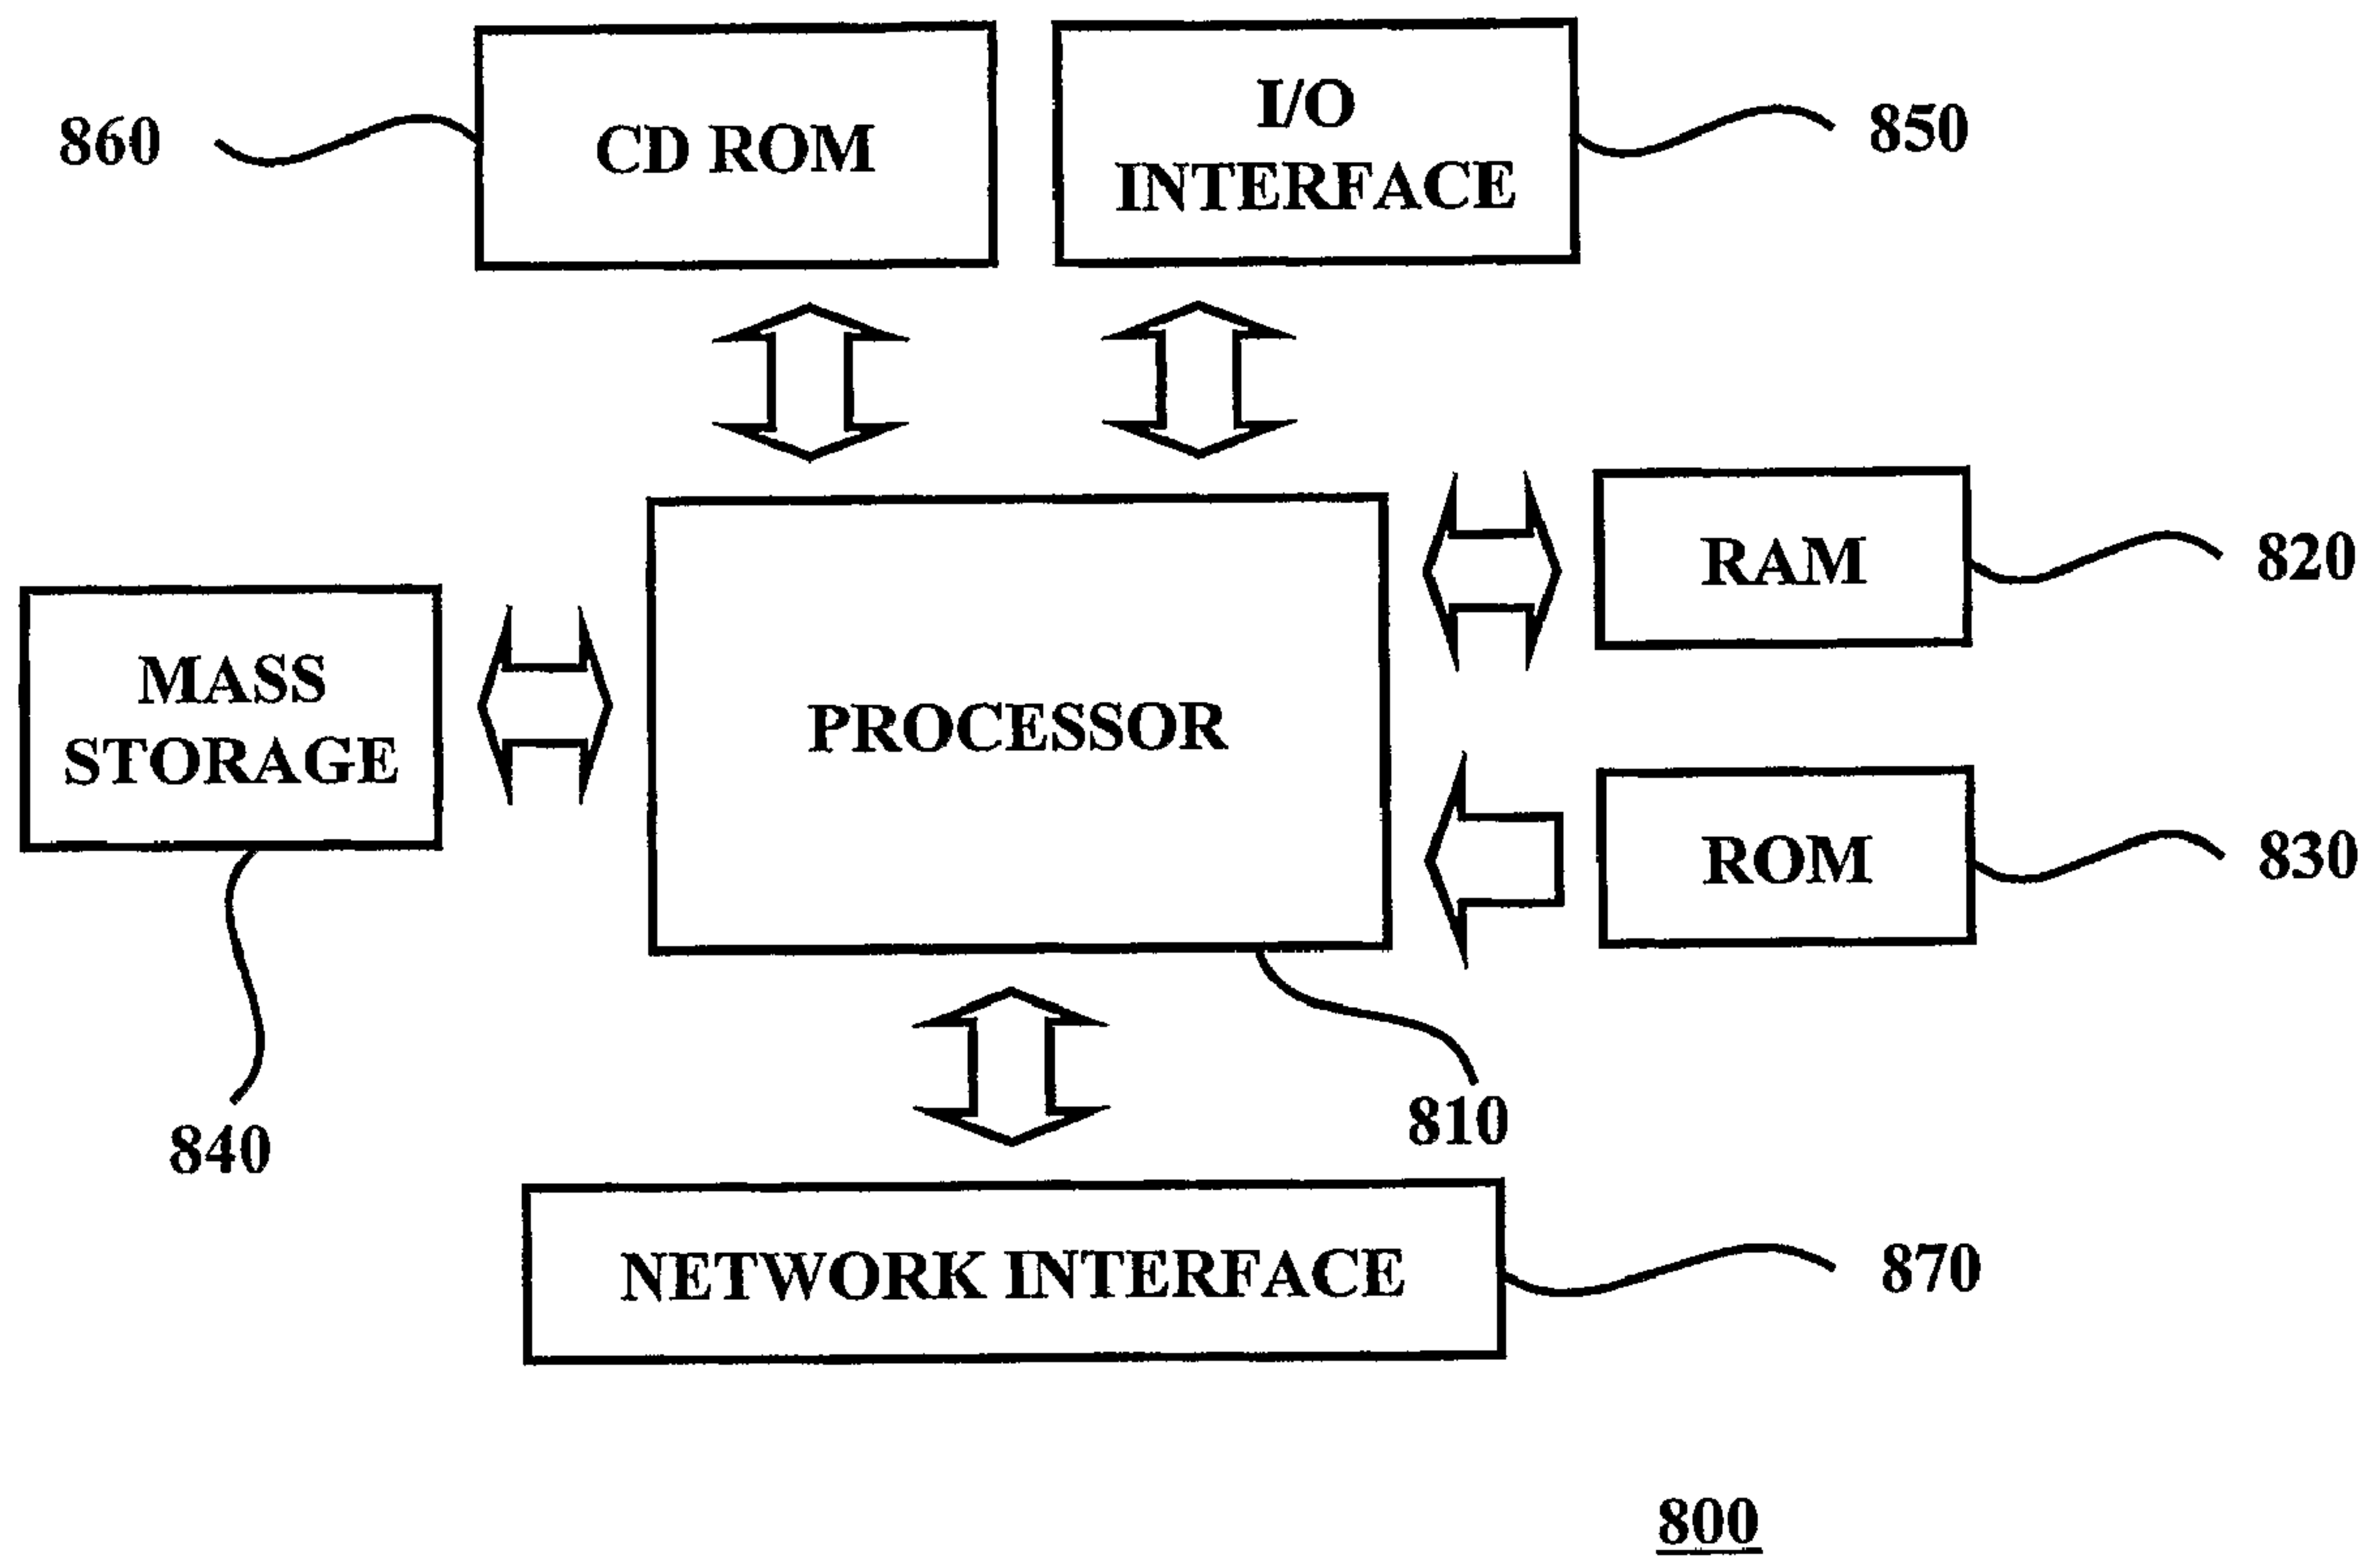 860
CD ROM
I/O
INTERFACE
850
RAM
820
MASS
STORAGE
PROCESSOR
ROM
830
840
810
NETWORK INTERFACE
870
800